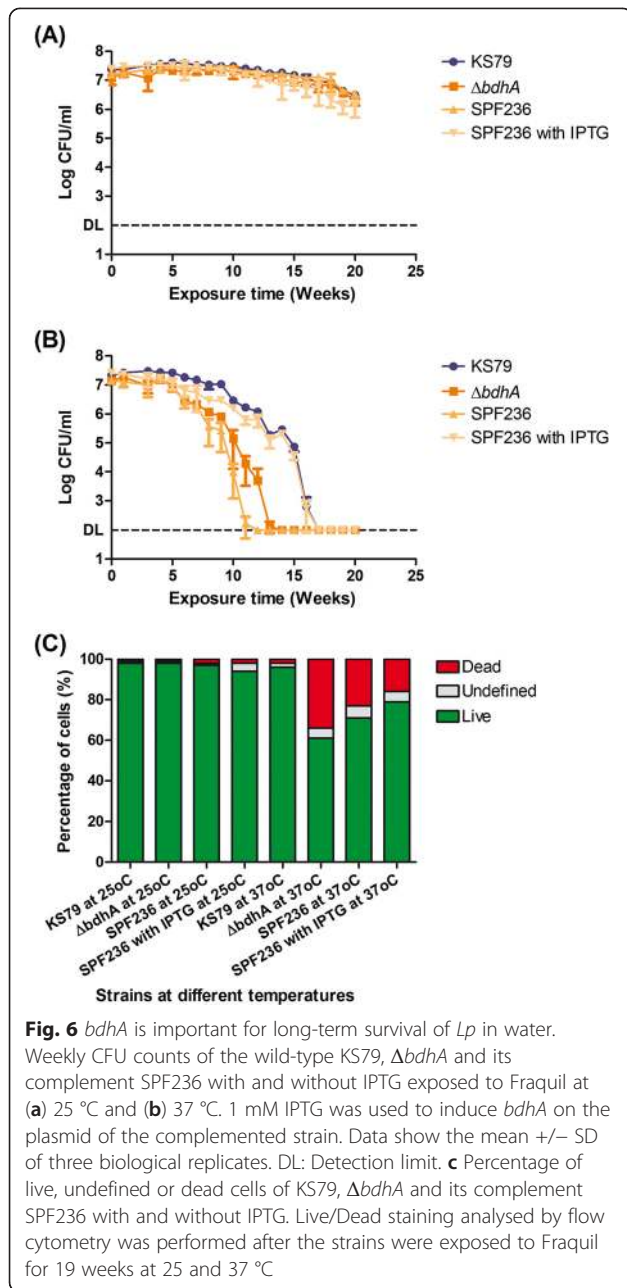 (A)
8
7
6
5
4
3
2
DL
1
Log CFU/ml
0 5 10 15 20 25
Exposure time (Weeks)
KS79
ΔbdhA
SPF236
SPF236 with IPTG
(B)
8
7
6
5
4
3
DL
1
Log CFU/ml
0 5 10 15 20 25
Exposure time (Weeks)
KS79
ΔbdhA
SPF236
SPF236 with IPTG
(C)
100
80
60
40
20
0
Percentage of cells (%)
Dead
Undefined
Live
KS79 at 25oC
ΔbdhA at 25oC
SPF236 at 25oC
SPF236 with IPTG at 25oC
KS79 at 37oC
ΔbdhA at 37oC
SPF236 at 37oC
SPF236 with IPTG at 37oC
Strains at different temperatures
Fig. 6 bdhA is important for long-term survival of Lp in water.
Weekly CFU counts of the wild-type KS79, ΔbdhA and its
complement SPF236 with and without IPTG exposed to Fraquil at
(a) 25 °C and (b) 37 °C. 1 mM IPTG was used to induce bdhA on the
plasmid of the complemented strain. Data show the mean +/− SD
of three biological replicates. DL: Detection limit. c Percentage of
live, undefined or dead cells of KS79, ΔbdhA and its complement
SPF236 with and without IPTG. Live/Dead staining analysed by flow
cytometry was performed after the strains were exposed to Fraquil
for 19 weeks at 25 and 37 °C